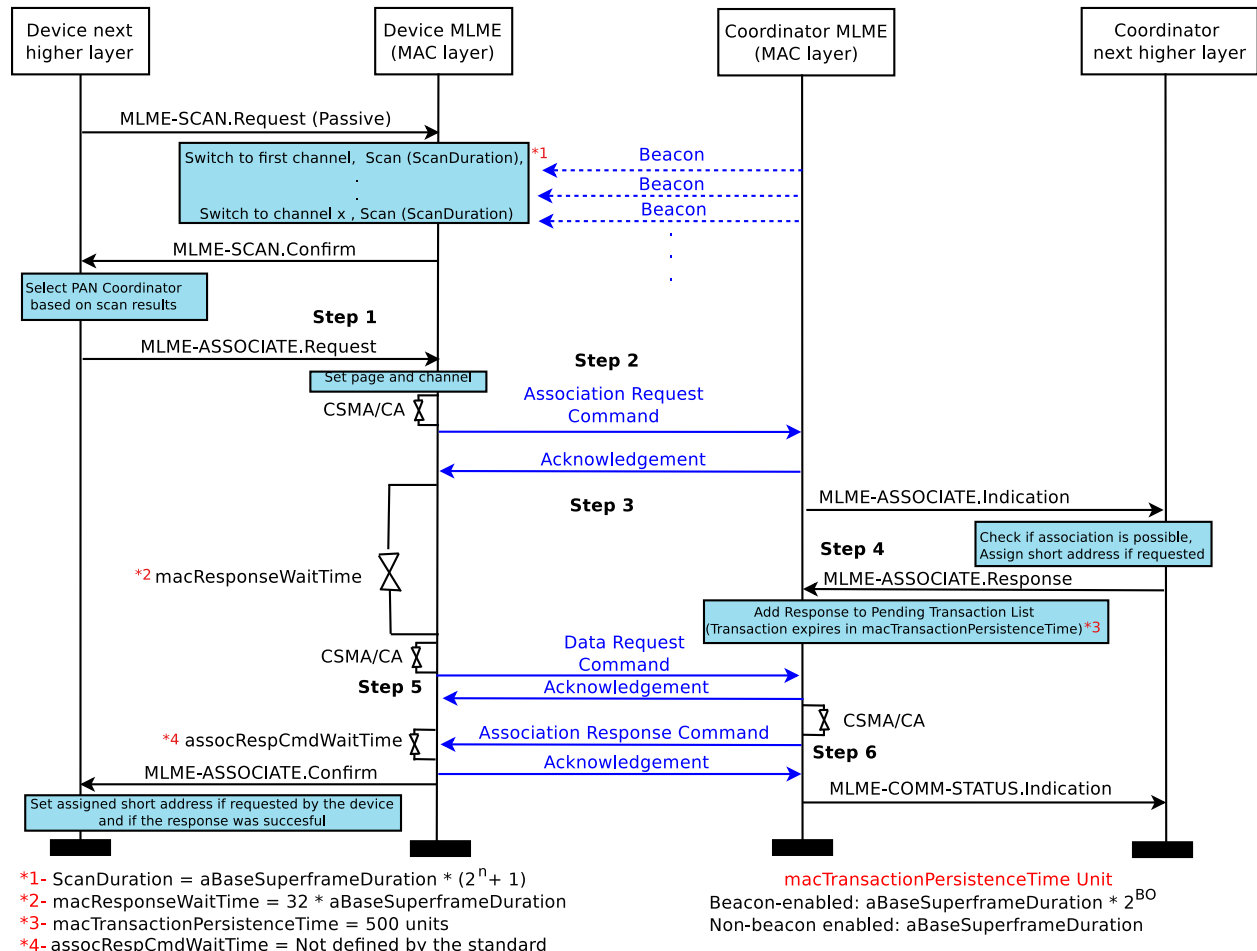 Device next
higher layer
Device MLME
(MAC layer)
Coordinator MLME
(MAC layer)
Coordinator
next higher layer
MLME-SCAN.Request (Passive)
Switch to first channel, Scan (ScanDuration),
.
.
Switch to channel x , Scan (ScanDuration)
*1
Beacon
Beacon
Beacon
.
.
.
MLME-SCAN.Confirm
Select PAN Coordinator
based on scan results
Step 1
MLME-ASSOCIATE.Request
Step 2
Set page and channel
CSMA/CA
Association Request
Command
Acknowledgement
Step 3
MLME-ASSOCIATE.Indication
Check if association is possible,
Assign short address if requested
Step 4
*2 macResponseWaitTime
MLME-ASSOCIATE.Response
Add Response to Pending Transaction List
(Transaction expires in macTransactionPersistenceTime) *3
CSMA/CA
Data Request
Command
Step 5
Acknowledgement
CSMA/CA
*4 assocRespCmdWaitTime
Association Response Command
Step 6
MLME-ASSOCIATE.Confirm
Acknowledgement
MLME-COMM-STATUS.Indication
Set assigned short address if requested by the device
and if the response was succesful
*1- ScanDuration = aBaseSuperframeDuration * (2^n + 1)
*2- macResponseWaitTime = 32 * aBaseSuperframeDuration
*3- macTransactionPersistenceTime = 500 units
*4- assocRespCmdWaitTime = Not defined by the standard
macTransactionPersistenceTime Unit
Beacon-enabled: aBaseSuperframeDuration * 2^BO
Non-beacon enabled: aBaseSuperframeDuration